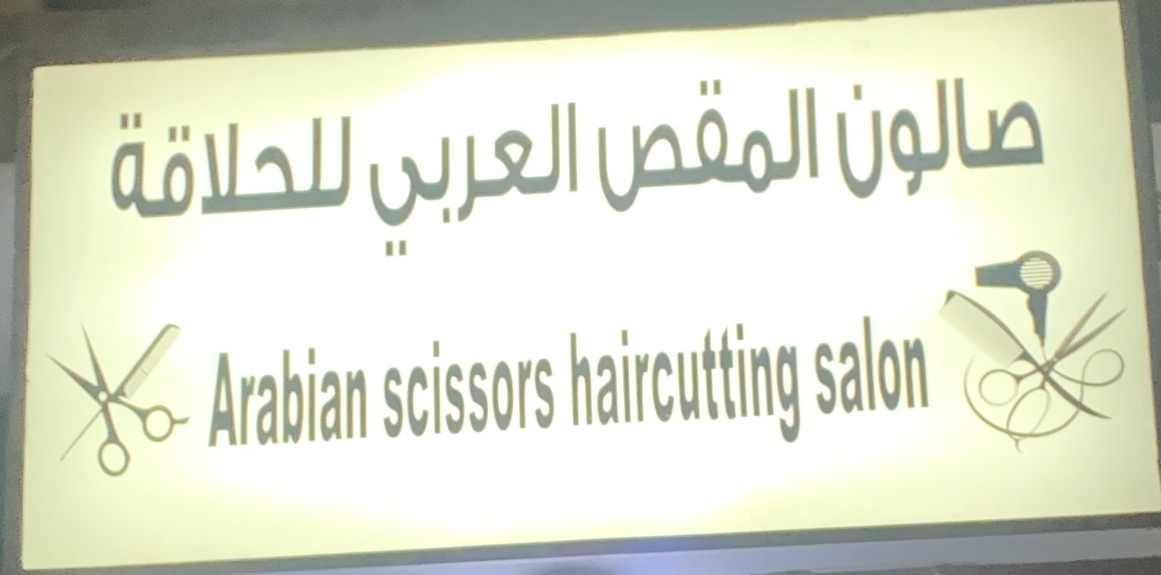 صالون المقص العربي للحلاقة
Arabian scissors haircutting salon